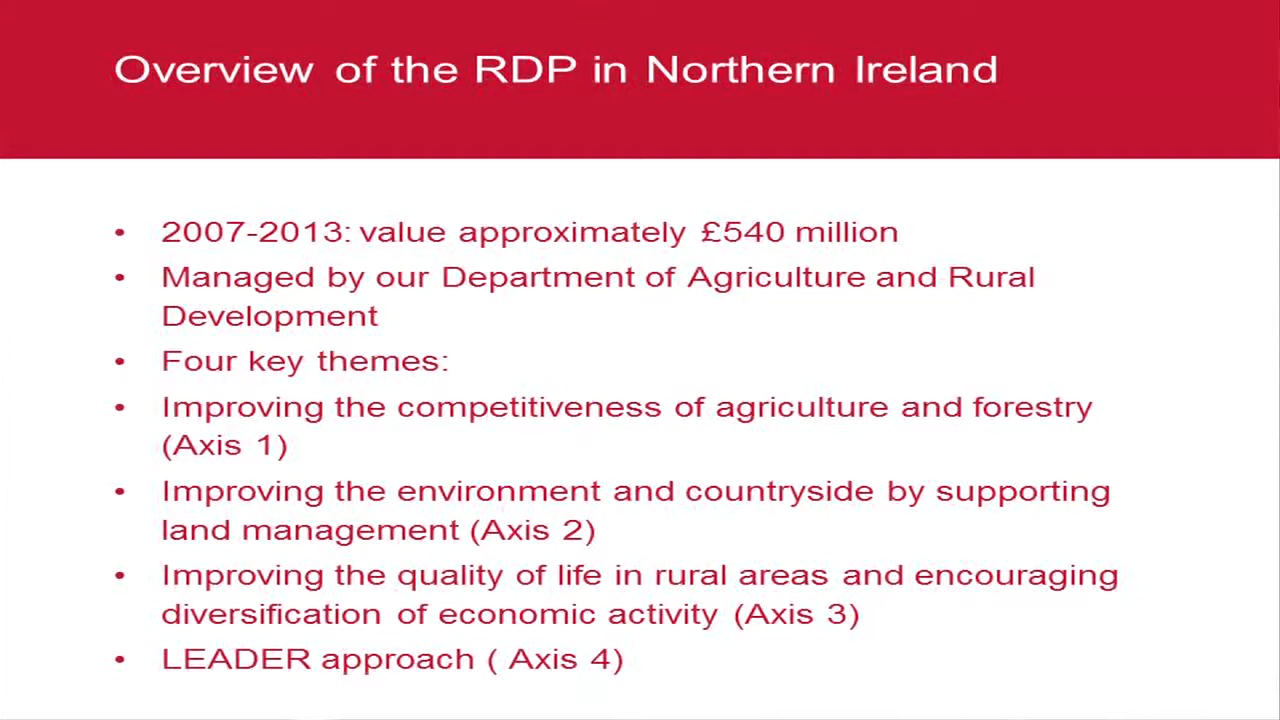 Overview of the RDP in Northern Ireland
• 2007-2013: value approximately £540 million
• Managed by our Department of Agriculture and Rural
Development
• Four key themes:
• Improving the competitiveness of agriculture and forestry
(Axis 1)
• Improving the environment and countryside by supporting
land management (Axis 2)
• Improving the quality of life in rural areas and encouraging
diversification of economic activity (Axis 3)
• LEADER approach ( Axis 4)